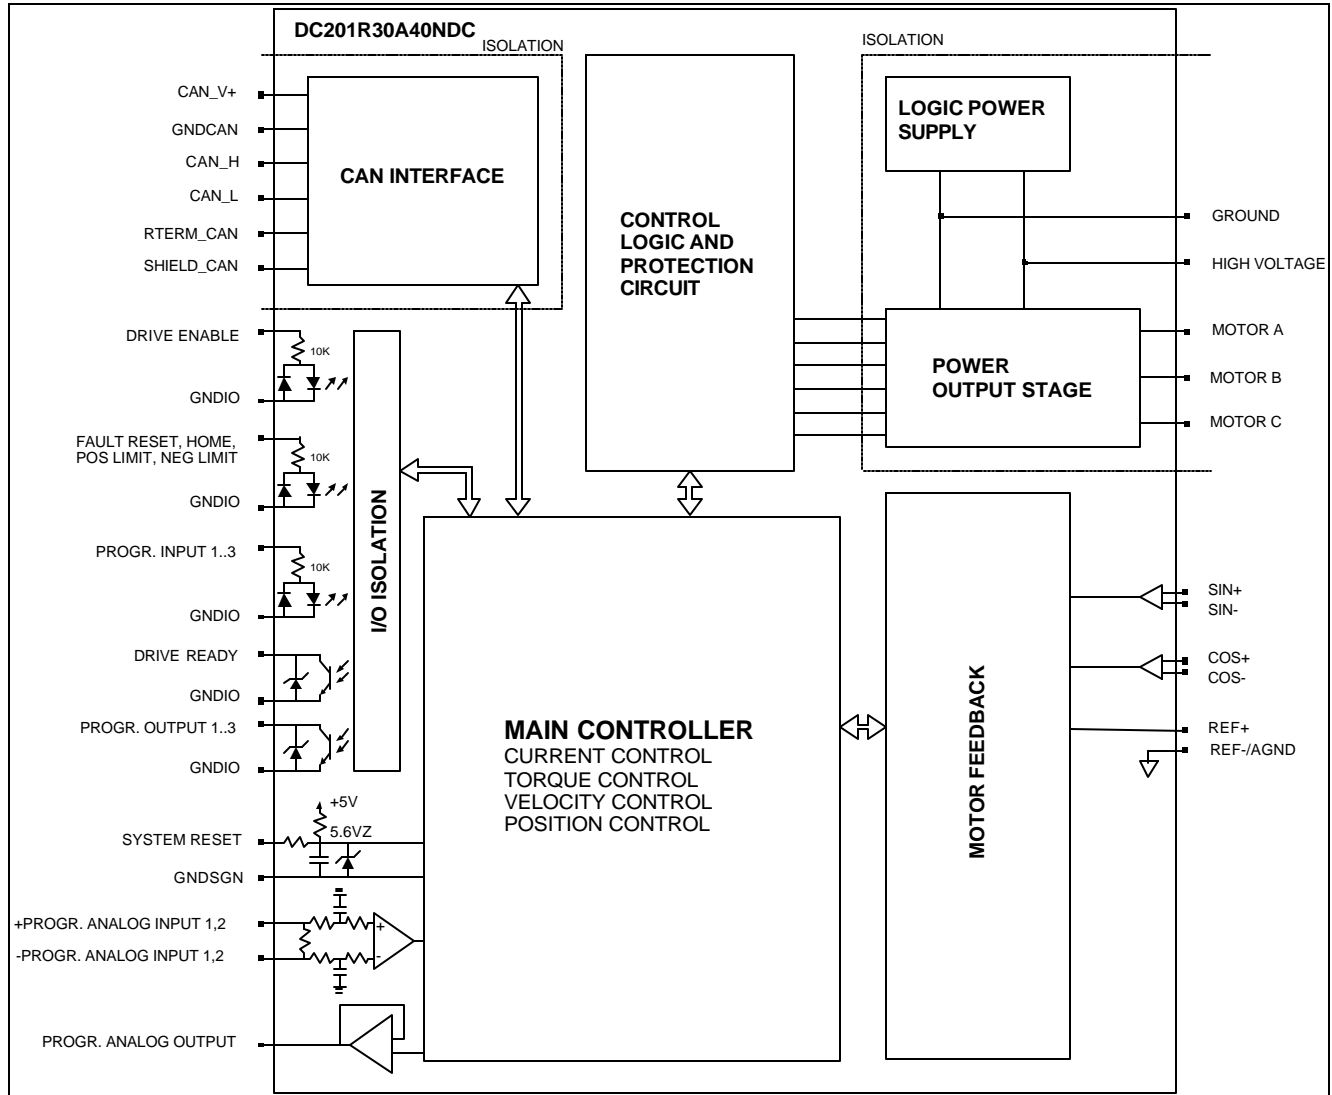 DC201R30A40NDC
ISOLATION
ISOLATION
CAN_V+
GNDCAN
CAN_H
CAN_L
RTERM_CAN
SHIELD_CAN
CAN INTERFACE
CONTROL
LOGIC AND
PROTECTION
CIRCUIT
LOGIC POWER
SUPPLY
GROUND
HIGH VOLTAGE
POWER
OUTPUT STAGE
MOTOR A
MOTOR B
MOTOR C
DRIVE ENABLE
10K
GNDIO
FAULT RESET, HOME,
POS LIMIT, NEG LIMIT
10K
GNDIO
PROGR. INPUT 1..3
10K
GNDIO
DRIVE READY
GNDIO
PROGR. OUTPUT 1..3
GNDIO
I/O ISOLATION
MAIN CONTROLLER
CURRENT CONTROL
TORQUE CONTROL
VELOCITY CONTROL
POSITION CONTROL
MOTOR FEEDBACK
SIN+
SIN-
COS+
COS-
REF+
REF-/AGND
+5V
5.6VZ
SYSTEM RESET
GNDSGN
+PROGR. ANALOG INPUT 1,2
+
-PROGR. ANALOG INPUT 1,2
-
PROGR. ANALOG OUTPUT